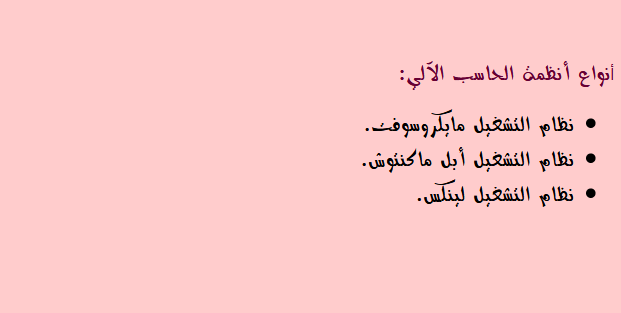 أنواع أنظمة الحاسب الآلي:
• نظام التشغيل مايكروسوفت.
• نظام التشغيل أبل ماكنتوش.
• نظام التشغيل لينكس.